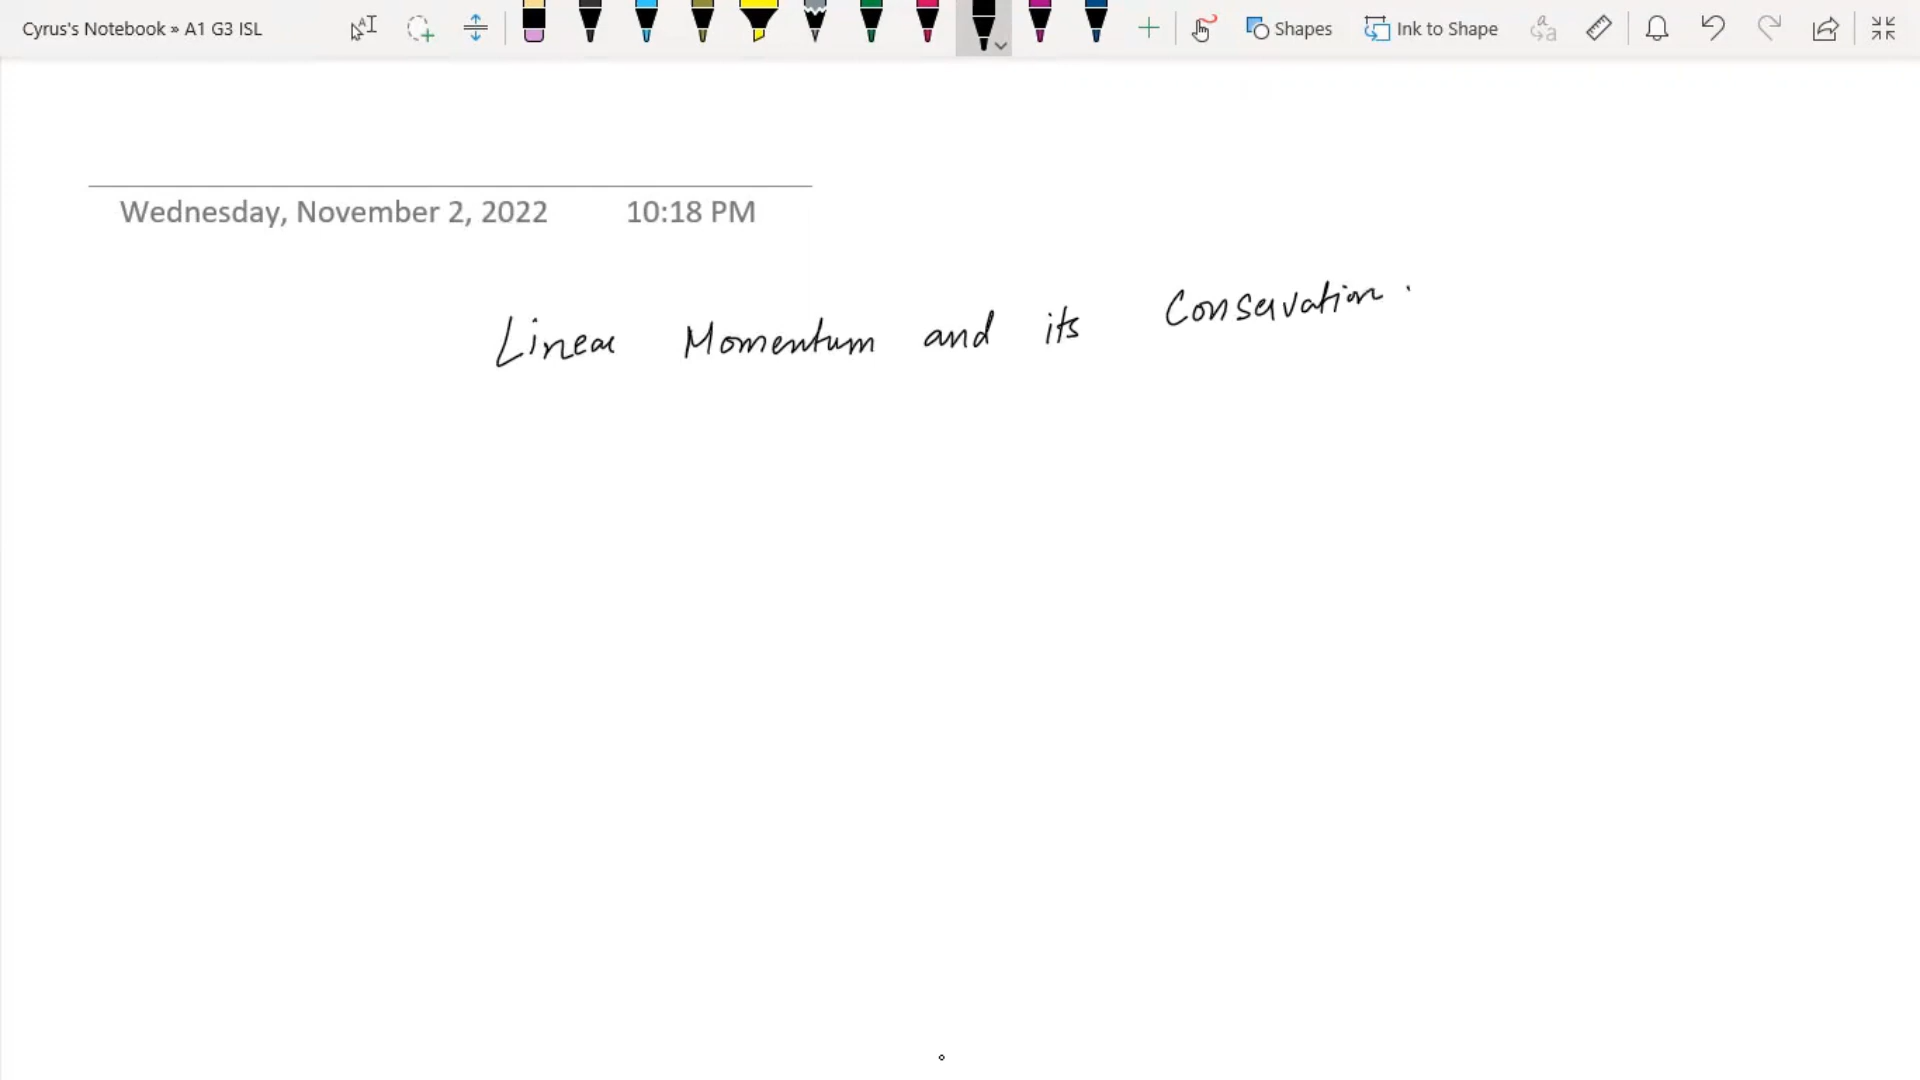 Cyrus's Notebook » A1 G3 ISL
Shapes
Ink to Shape
Wednesday, November 2, 2022 10:18 PM
Linear Momentum and its Conservation.